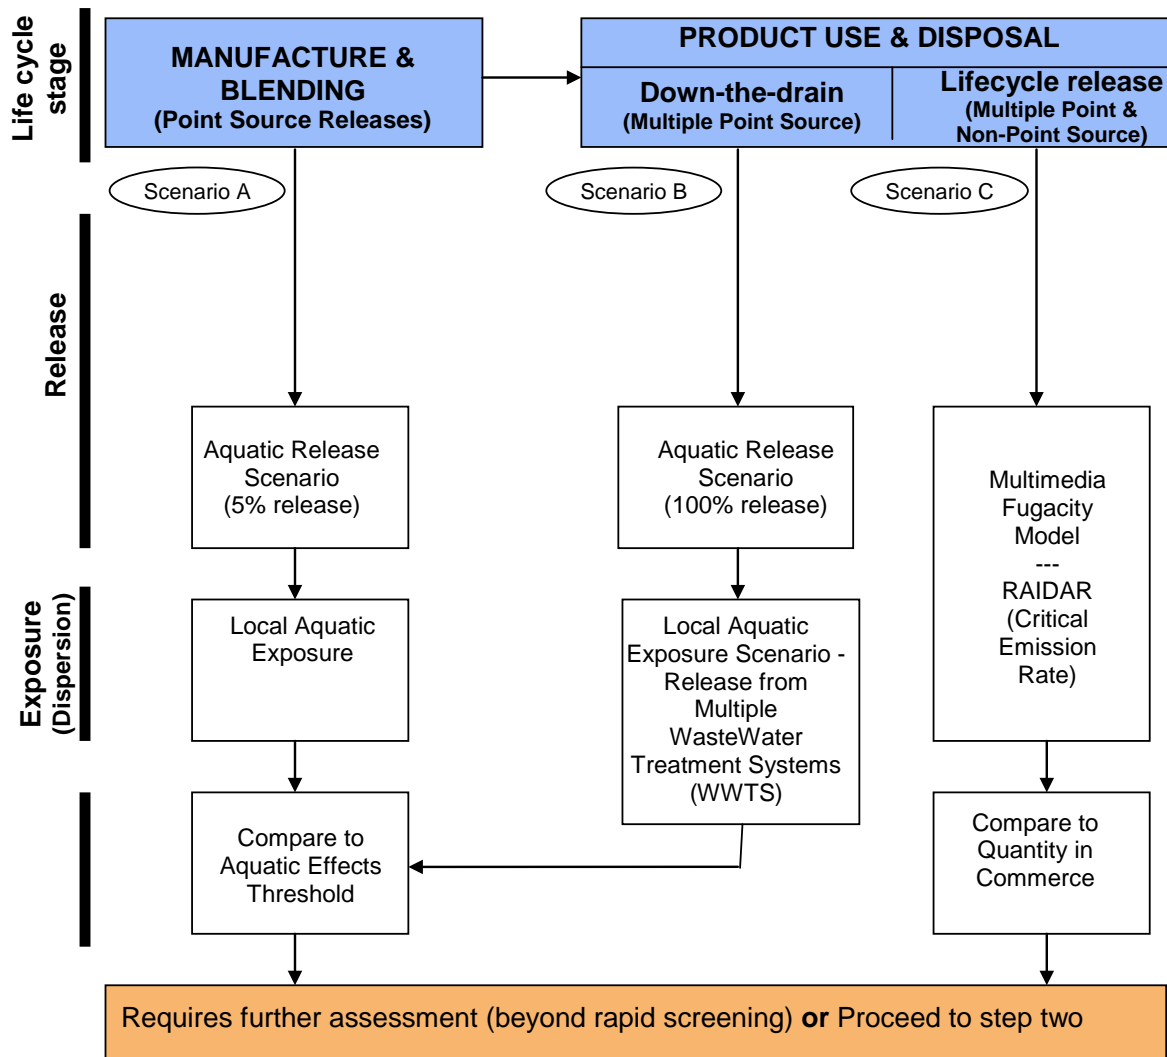 Life cycle
stage
MANUFACTURE &
BLENDING
(Point Source Releases)
PRODUCT USE & DISPOSAL
Down-the-drain
(Multiple Point Source)
Lifecycle release
(Multiple Point &
Non-Point Source)
Scenario A
Scenario B
Scenario C
Release
Aquatic Release
Scenario
(5% release)
Aquatic Release
Scenario
(100% release)
Multimedia
Fugacity
Model
---
RAIDAR
(Critical
Emission
Rate)
Exposure
(Dispersion)
Local Aquatic
Exposure
Local Aquatic
Exposure Scenario -
Release from
Multiple
WasteWater
Treatment Systems
(WWTS)
Compare to
Aquatic Effects
Threshold
Compare to
Quantity in
Commerce
Requires further assessment (beyond rapid screening) or Proceed to step two